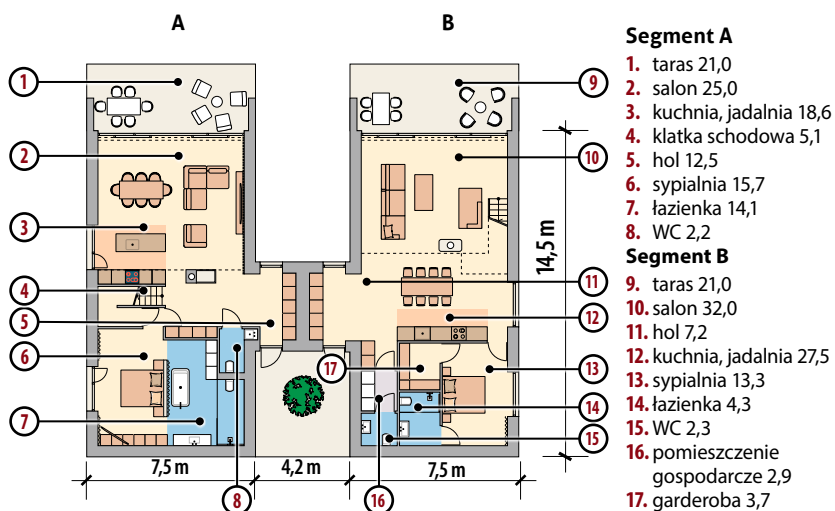 A
B
1
2
3
4
5
6
7
8
9
10
11
12
13
14
15
16
17
14,5 m
7,5 m
4,2 m
7,5 m
Segment A
1. taras 21,0
2. salon 25,0
3. kuchnia, jadalnia 18,6
4. klatka schodowa 5,1
5. hol 12,5
6. sypialnia 15,7
7. łazienka 14,1
8. WC 2,2
Segment B
9. taras 21,0
10. salon 32,0
11. hol 7,2
12. kuchnia, jadalnia 27,5
13. sypialnia 13,3
14. łazienka 4,3
15. WC 2,3
16. pomieszczenie
gospodarcze 2,9
17. garderoba 3,7